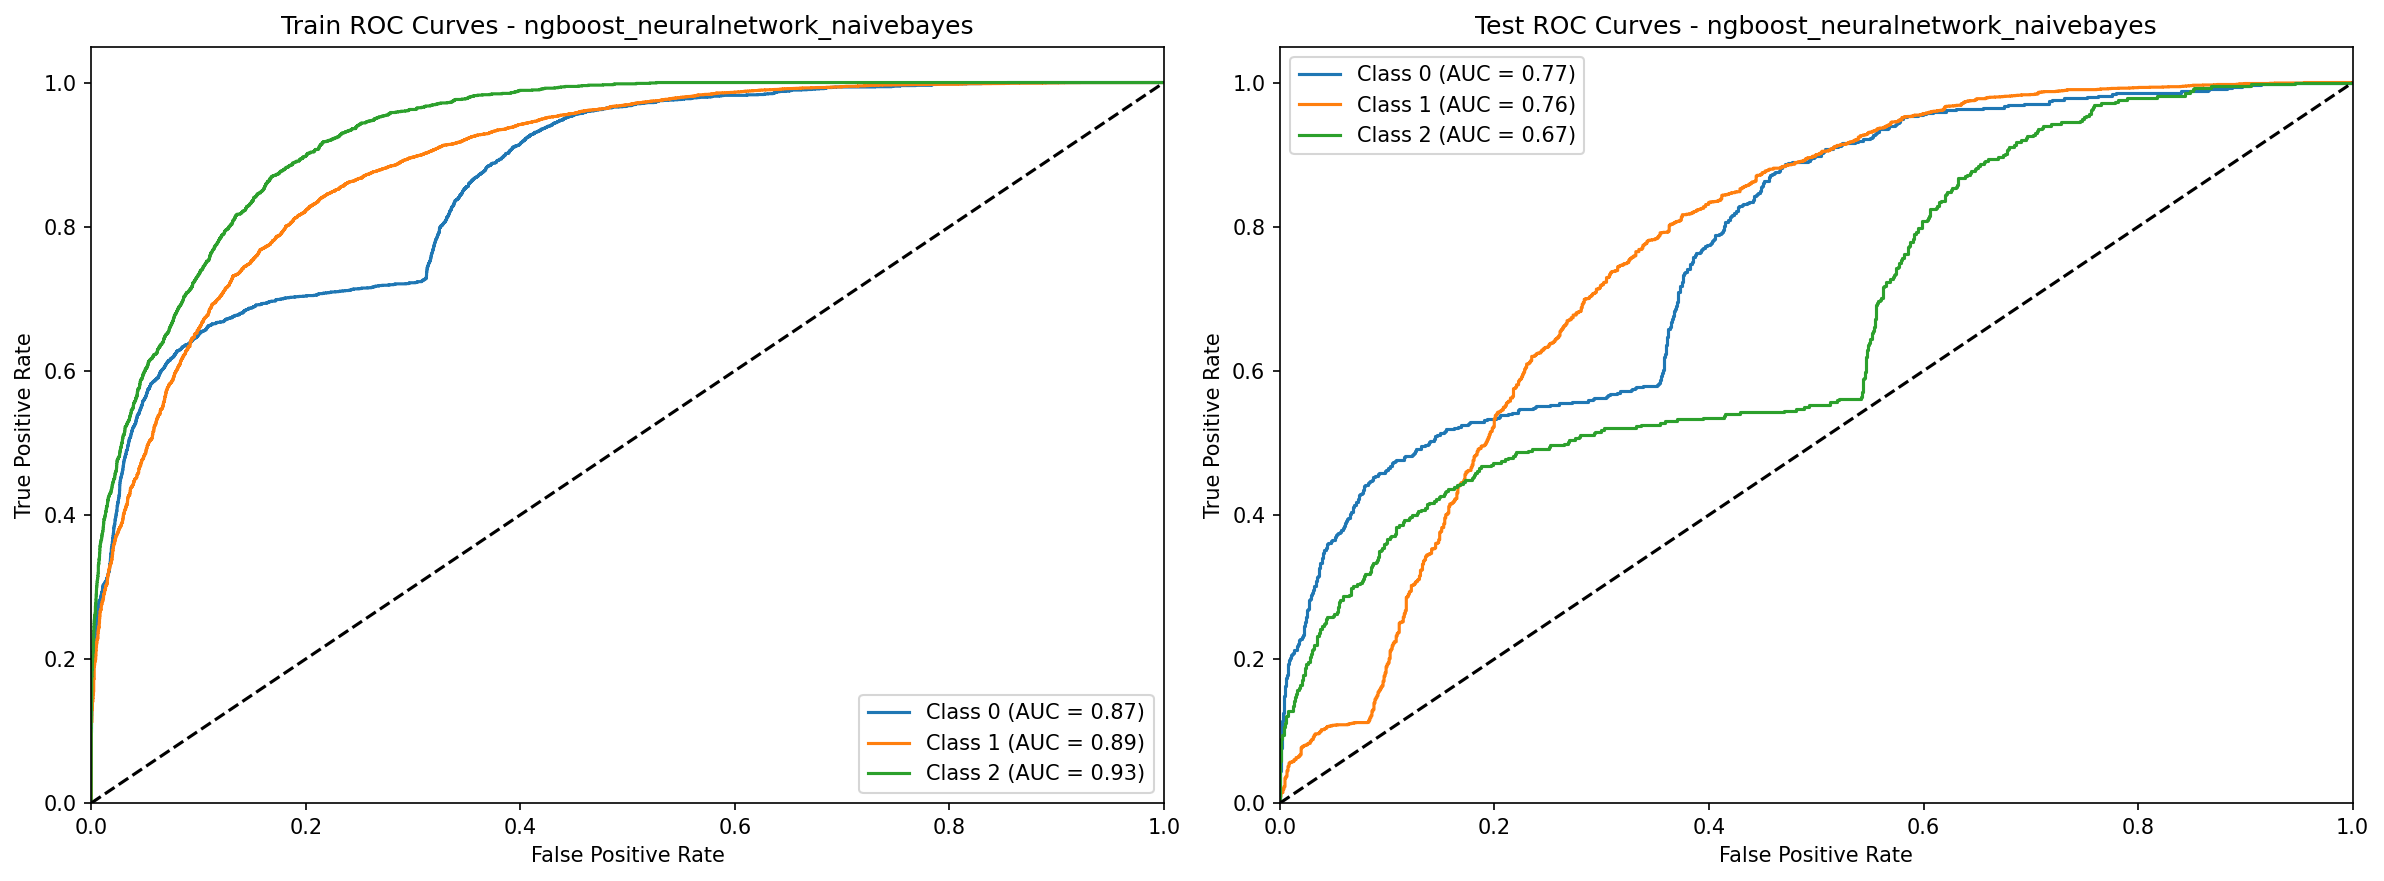 Train ROC Curves - ngboost_neuralnetwork_naivebayes
True Positive Rate
1.0
0.8
0.6
0.4
0.2
0.0
0.0 0.2 0.4 0.6 0.8 1.0
False Positive Rate
Class 0 (AUC = 0.87)
Class 1 (AUC = 0.89)
Class 2 (AUC = 0.93)
Test ROC Curves - ngboost_neuralnetwork_naivebayes
Class 0 (AUC = 0.77)
Class 1 (AUC = 0.76)
Class 2 (AUC = 0.67)
True Positive Rate
1.0
0.8
0.6
0.4
0.2
0.0
0.0 0.2 0.4 0.6 0.8 1.0
False Positive Rate